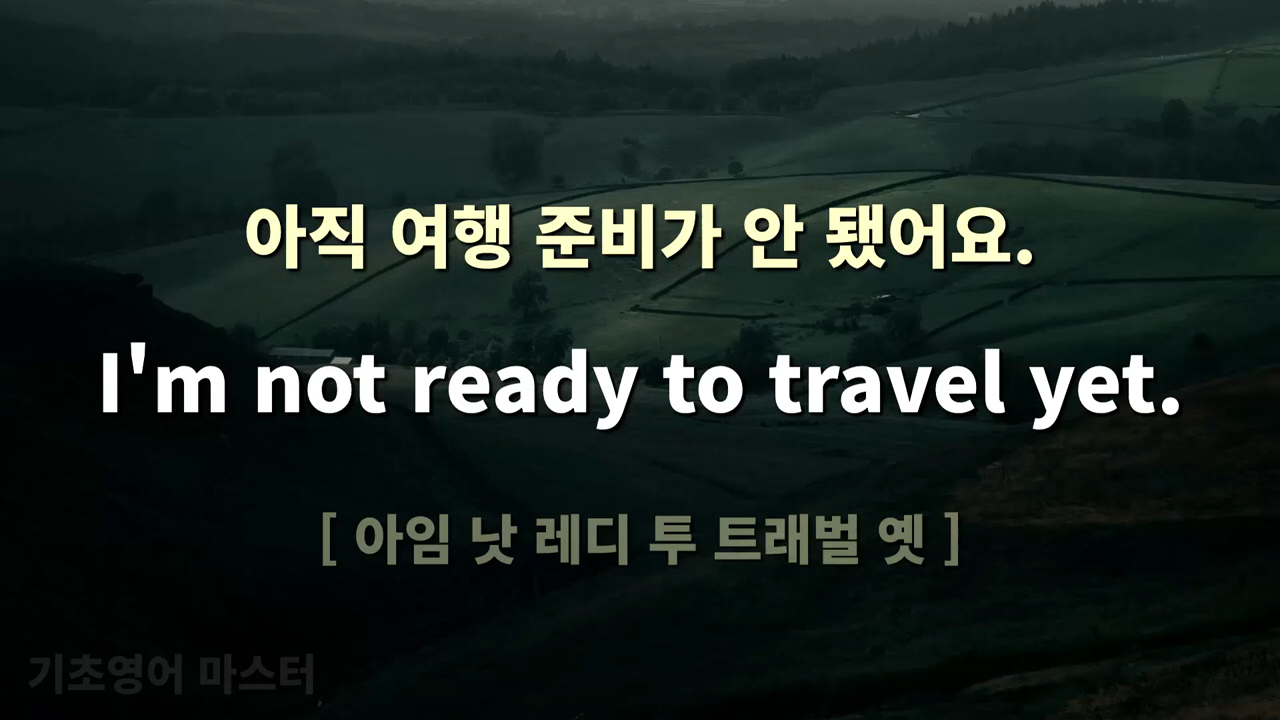 아직 여행 준비가 안 됐어요.
I'm not ready to travel yet.
[ 아임 낫 레디 투 트래벌 옛 ]
기초영어 마스터